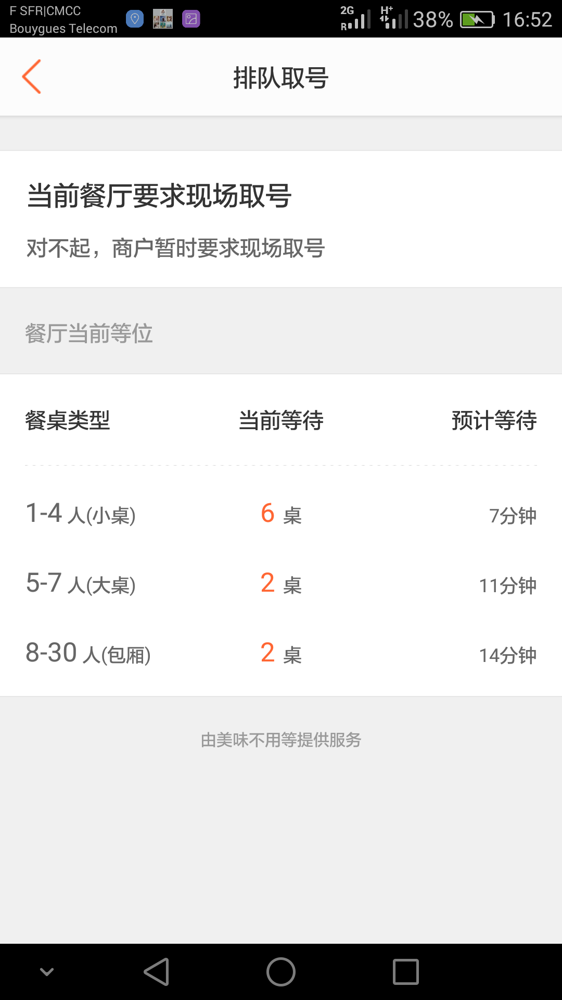 F SFR|CMCC
Bouygues Telecom
2G
R
H+
38%
16:52
排队取号
当前餐厅要求现场取号
对不起，商户暂时要求现场取号
餐厅当前等位
餐桌类型 当前等待 预计等待
1-4 人(小桌) 6 桌 7分钟
5-7 人(大桌) 2 桌 11分钟
8-30 人(包厢) 2 桌 14分钟
由美味不用等提供服务